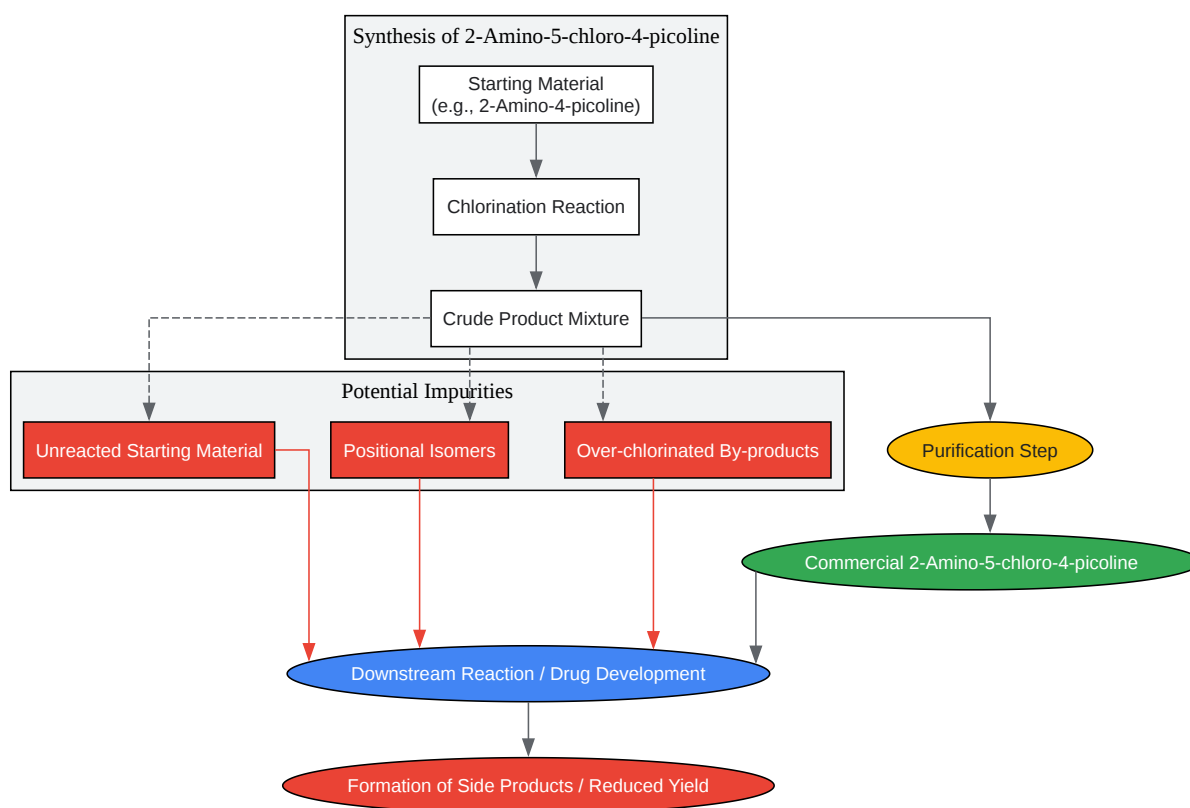 Synthesis of 2-Amino-5-chloro-4-picoline
Starting Material
(e.g., 2-Amino-4-picoline)
Chlorination Reaction
Crude Product Mixture
Potential Impurities
Unreacted Starting Material
Positional Isomers
Over-chlorinated By-products
Purification Step
Commercial 2-Amino-5-chloro-4-picoline
Downstream Reaction / Drug Development
Formation of Side Products / Reduced Yield